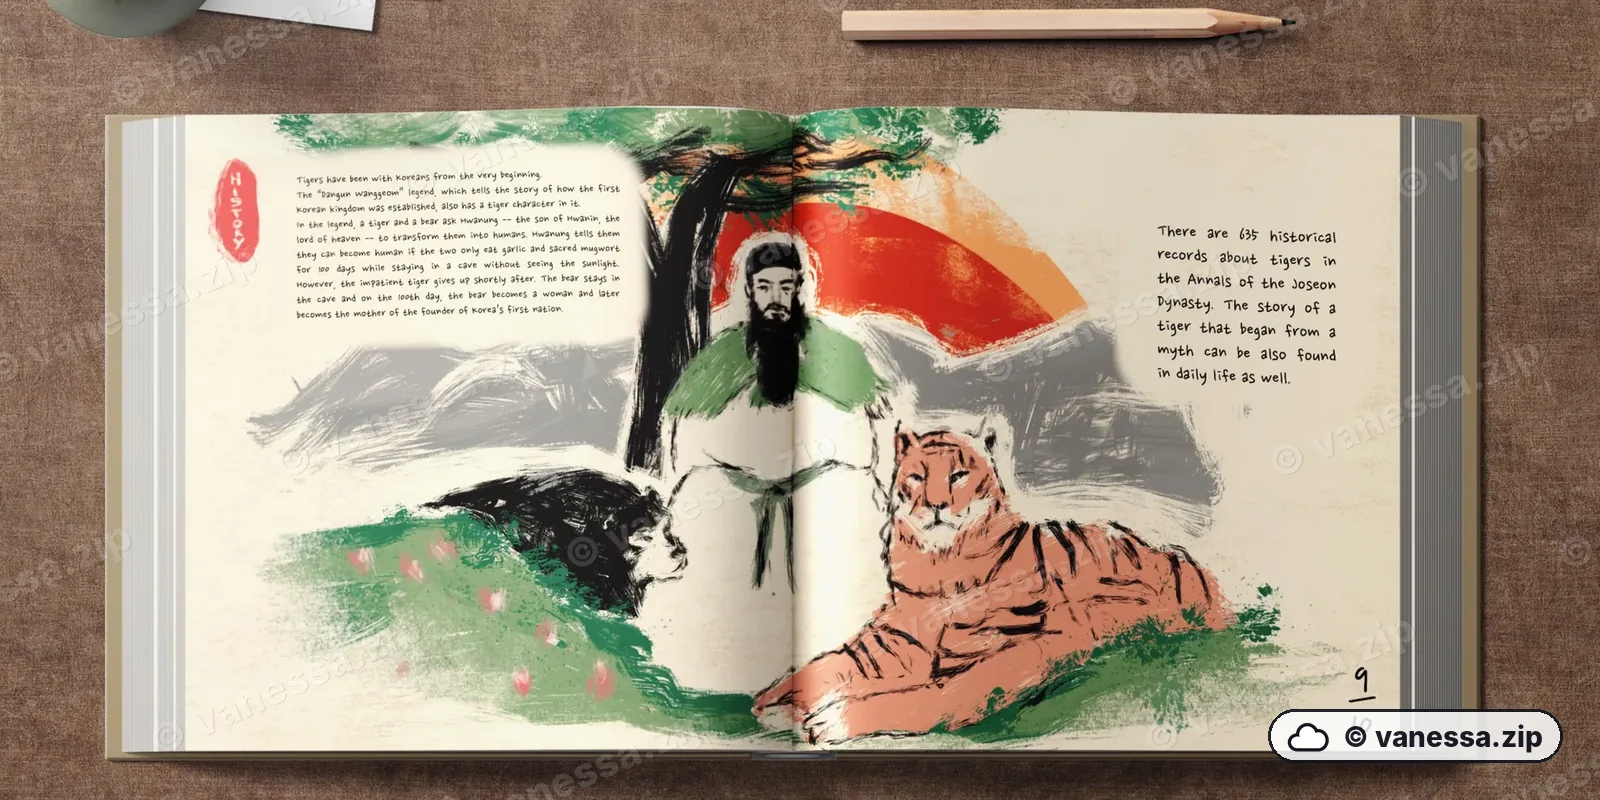 HISTORY
Tigers have been with Koreans from the very beginning.
The "Dangun Wanggeom" legend, which tells the story of how the first
Korean kingdom was established, also has a tiger character in it.
In the legend, a tiger and a bear ask Hwanung -- the son of Hwanin, the
lord of heaven -- to transform them into humans. Hwanung tells them
they can become human if the two only eat garlic and sacred mugwort
for 100 days while staying in a cave without seeing the sunlight.
However, the impatient tiger gives up shortly after. The bear stays in
the cave and on the 100th day, the bear becomes a woman and later
becomes the mother of the founder of Korea's first nation.
There are 635 historical
records about tigers in
the Annals of the Joseon
Dynasty. The story of a
tiger that began from a
myth can be also found
in daily life as well.
9
10
© vanessa.zip